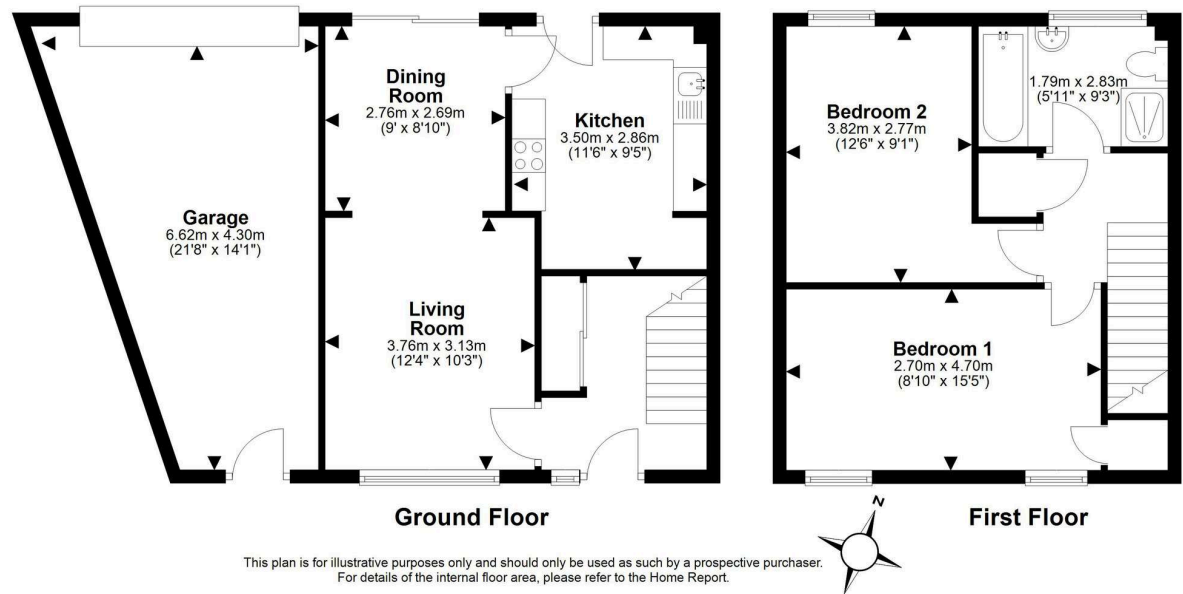 Dining
Room
2.76m x 2.69m
(9' x 8'10")
Kitchen
3.50m x 2.86m
(11'6" x 9'5")
Garage
6.62m x 4.30m
(21'8" x 14'1")
Living
Room
3.76m x 3.13m
(12'4" x 10'3")
Ground Floor
1.79m x 2.83m
(5'11" x 9'3")
Bedroom 2
3.82m x 2.77m
(12'6" x 9'1")
Bedroom 1
2.70m x 4.70m
(8'10" x 15'5")
First Floor
N
This plan is for illustrative purposes only and should only be used as such by a prospective purchaser.
For details of the internal floor area, please refer to the Home Report.